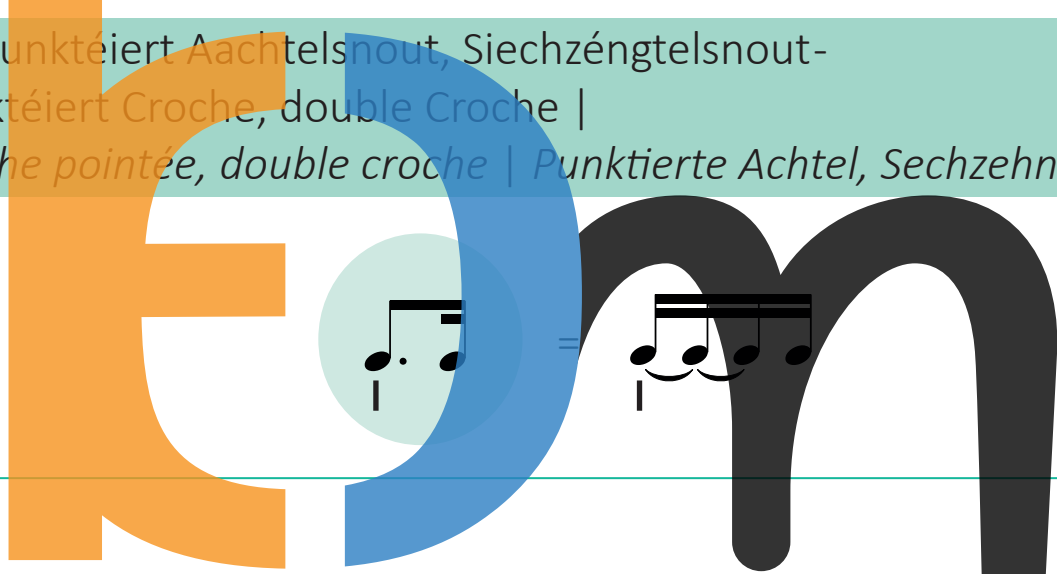 unktéiert Aachtelsnout, Siechzéngtelsnout-
ktéiert Croche, double Croche |
he pointée, double croche | Punktierte Achtel, Sechzehn
=